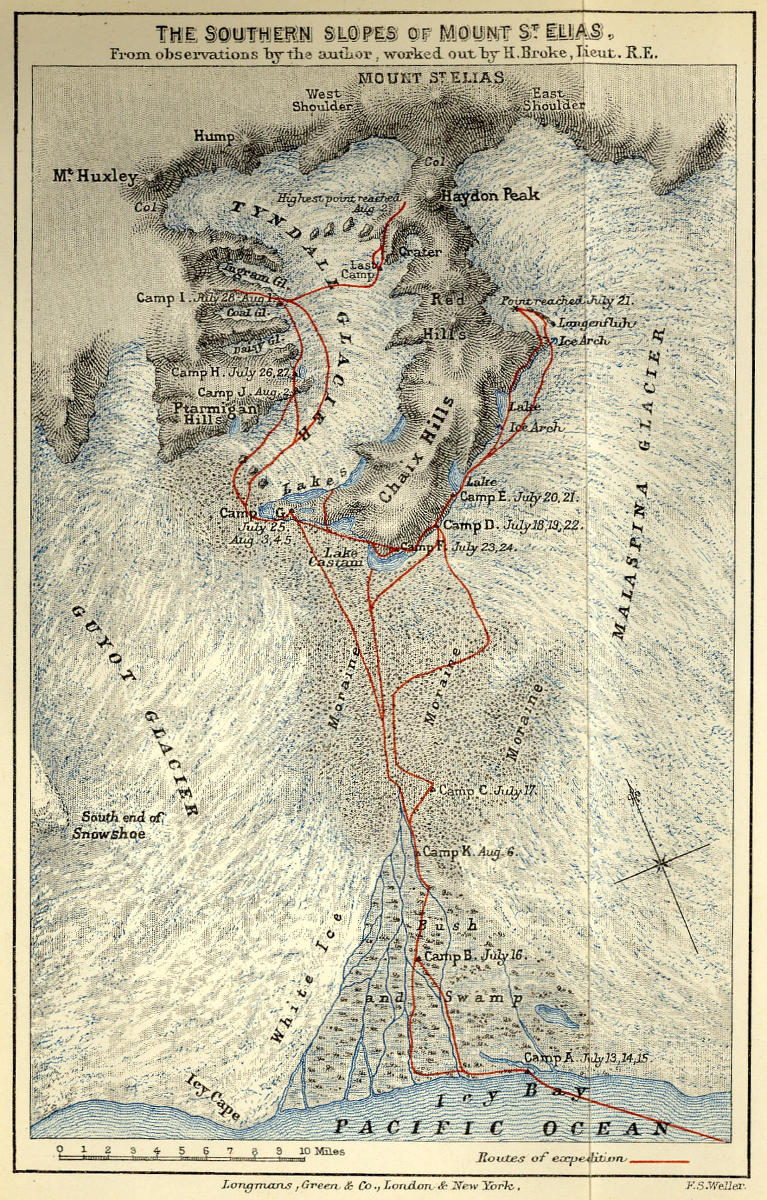 THE SOUTHERN SLOPES OF MOUNT ST ELIAS.
From observations by the author, worked out by H. Broke, Lieut. R.E.
MOUNT ST ELIAS
West
Shoulder
East
Shoulder
Hump
Mt Huxley
Col
Col
Haydon Peak
Highest point reached
TYNDALL GLACIER
Crater
Last
Camp
Ingram Gl.
Camp I. July 28. Aug 1.
Coal Gl.
Daisy Gl.
Red
Hills
Point reached July 21.
Longenfluh
Ice Arch
Camp H. July 26,27.
Camp J. Aug. 2.
Ptarmigan
Hills
Chaix Hills
Lake
Ice Arch
MALASPINA GLACIER
Lakes
Lake
Camp E. July 20, 21.
Camp G.
July 25
Aug. 3,4,5.
Camp D. July 18,19,22.
Camp F. July 23,24.
Lake
Castani
GUYOT GLACIER
Moraine
Moraine
Moraine
Camp C. July 17.
South end of
Snowshoe
Camp K. Aug. 6.
White Ice
Bush
Camp B. July 16.
and Swamp
Camp A. July 13,14,15.
Icy Cape
Icy Bay
PACIFIC OCEAN
0 1 2 3 4 5 6 7 8 9 10 Miles
Routes of expedition
Longmans, Green & Co., London & New York.
F.S. Weller.